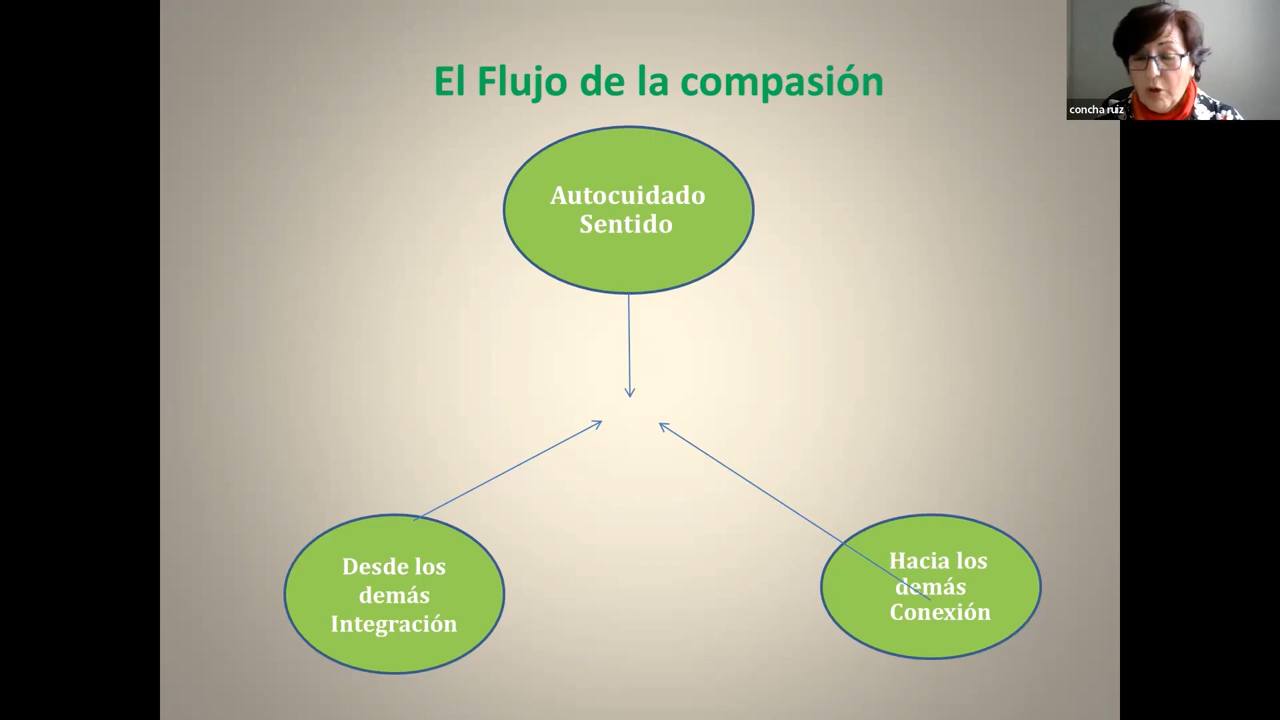 El Flujo de la compasión
concha ruiz
Autocuidado
Sentido
Desde los
demás
Integración
Hacia los
demás
Conexión